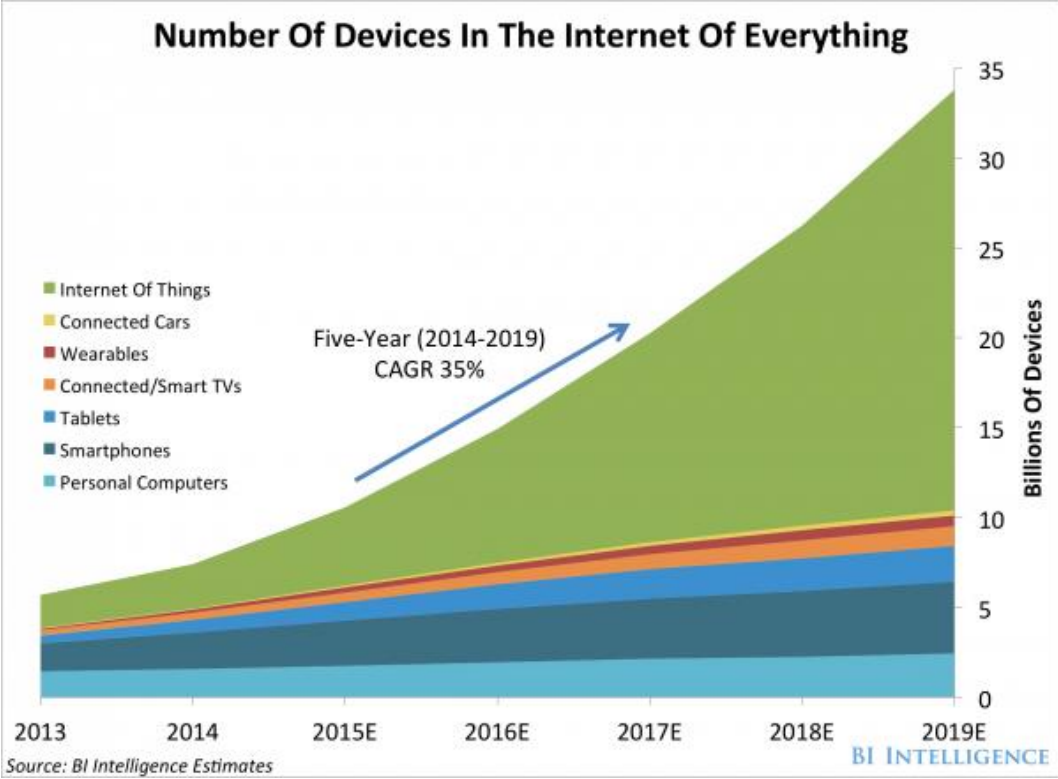 Number Of Devices In The Internet Of Everything
35
30
25
20
15
10
5
0
Billions Of Devices
Internet Of Things
Connected Cars
Wearables
Connected/Smart TVs
Tablets
Smartphones
Personal Computers
Five-Year (2014-2019)
CAGR 35%
2013 2014 2015E 2016E 2017E 2018E 2019E
Source: BI Intelligence Estimates
BI INTELLIGENCE